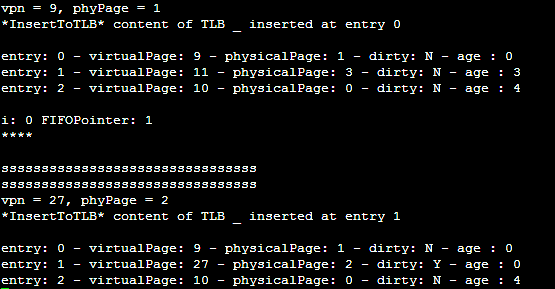 vpn = 9, phyPage = 1
*InsertToTLB* content of TLB _ inserted at entry 0
entry: 0 - virtualPage: 9 - physicalPage: 1 - dirty: N - age : 0
entry: 1 - virtualPage: 11 - physicalPage: 3 - dirty: N - age : 3
entry: 2 - virtualPage: 10 - physicalPage: 0 - dirty: N - age : 4
i: 0 FIFOPointer: 1
****
ssssssssssssssssssssssssssssssss
ssssssssssssssssssssssssssssssss
vpn = 27, phyPage = 2
*InsertToTLB* content of TLB _ inserted at entry 1
entry: 0 - virtualPage: 9 - physicalPage: 1 - dirty: N - age : 0
entry: 1 - virtualPage: 27 - physicalPage: 2 - dirty: Y - age : 0
entry: 2 - virtualPage: 10 - physicalPage: 0 - dirty: N - age : 4